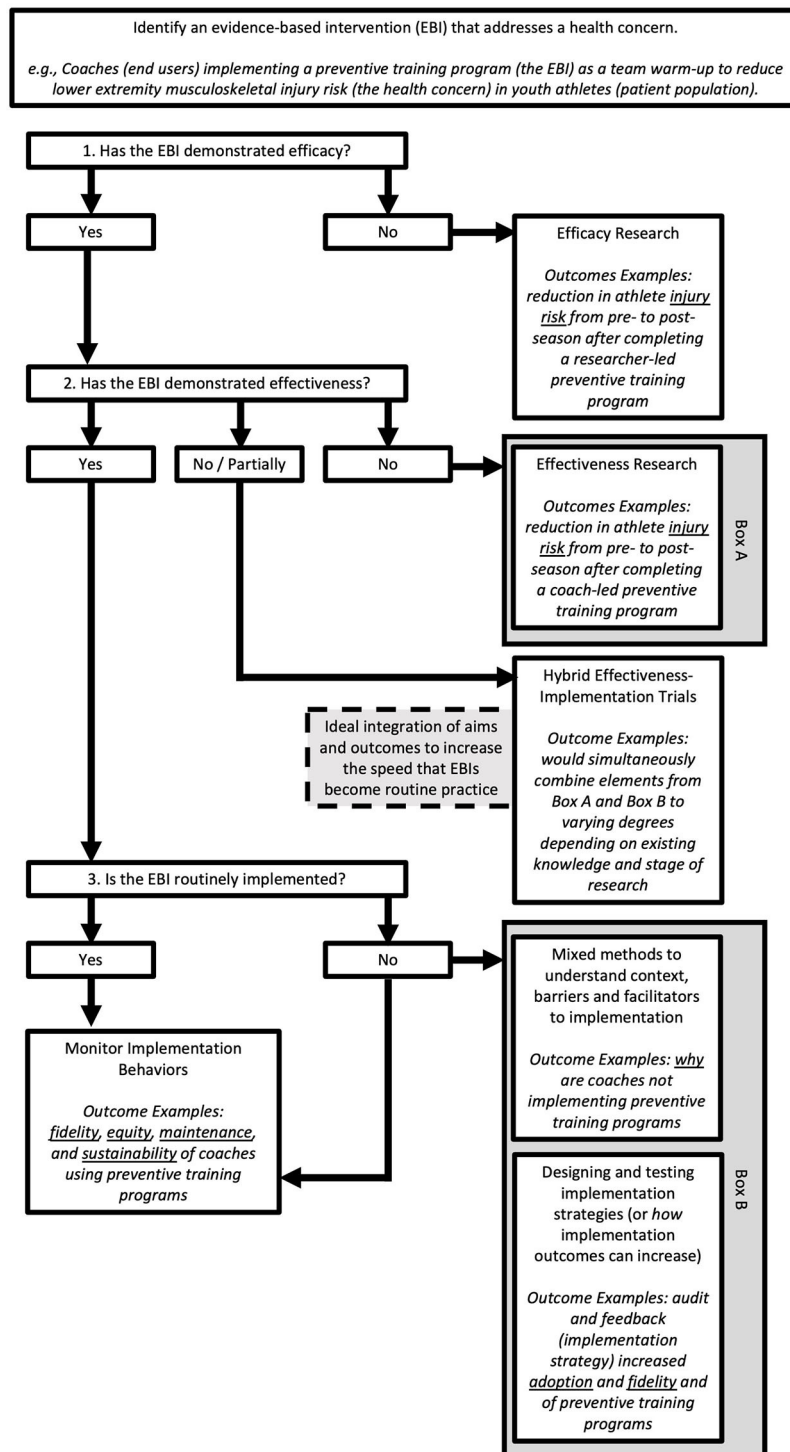 Identify an evidence-based intervention (EBI) that addresses a health concern.
e.g., Coaches (end users) implementing a preventive training program (the EBI) as a team warm-up to reduce
lower extremity musculoskeletal injury risk (the health concern) in youth athletes (patient population).
1. Has the EBI demonstrated efficacy?
Yes
No
Efficacy Research
Outcomes Examples:
reduction in athlete injury
risk from pre- to post-
season after completing
a researcher-led
preventive training
program
2. Has the EBI demonstrated effectiveness?
Yes
No / Partially
No
Effectiveness Research
Outcomes Examples:
reduction in athlete injury
risk from pre- to post-
season after completing
a coach-led preventive
training program
Box A
Hybrid Effectiveness-
Implementation Trials
Outcome Examples:
would simultaneously
combine elements from
Box A and Box B to
varying degrees
depending on existing
knowledge and stage of
research
Ideal integration of aims
and outcomes to increase
the speed that EBIs
become routine practice
3. Is the EBI routinely implemented?
Yes
No
Monitor Implementation
Behaviors
Outcome Examples:
fidelity, equity, maintenance,
and sustainability of coaches
using preventive training
programs
Mixed methods to
understand context,
barriers and facilitators
to implementation
Outcome Examples: why
are coaches not
implementing preventive
training programs
Designing and testing
implementation
strategies (or how
implementation
outcomes can increase)
Outcome Examples: audit
and feedback
(implementation
strategy) increased
adoption and fidelity and
of preventive training
programs
Box B